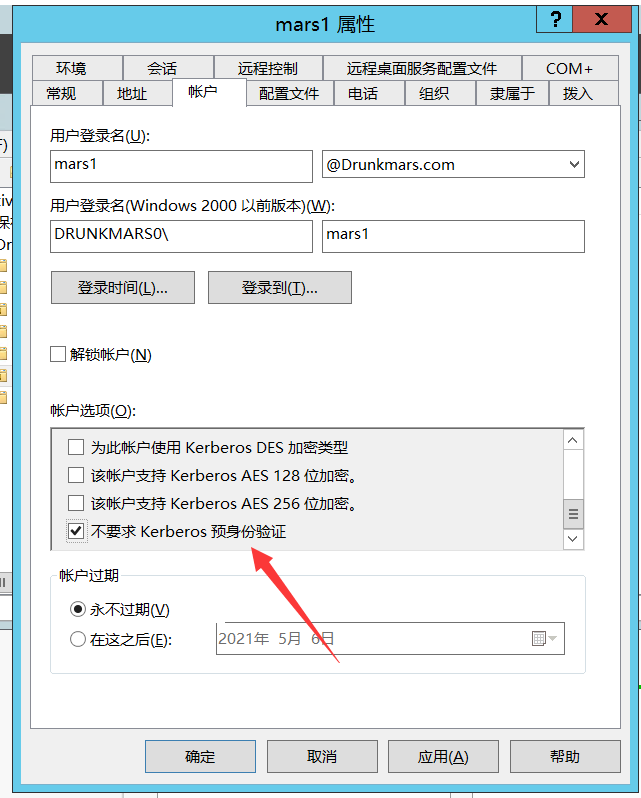 mars1 属性
?
X
环境 会话 远程控制 远程桌面服务配置文件 COM+
常规 地址 帐户 配置文件 电话 组织 隶属于 拨入
用户登录名(U):
mars1 @Drunkmars.com
用户登录名(Windows 2000 以前版本)(W):
DRUNKMARS0\ mars1
登录时间(L)... 登录到(T)...
解锁帐户(N)
帐户选项(O):
为此帐户使用 Kerberos DES 加密类型
该帐户支持 Kerberos AES 128 位加密。
该帐户支持 Kerberos AES 256 位加密。
不要求 Kerberos 预身份验证
帐户过期
永不过期(V)
在这之后(E): 2021年 5月 6日
确定 取消 应用(A) 帮助